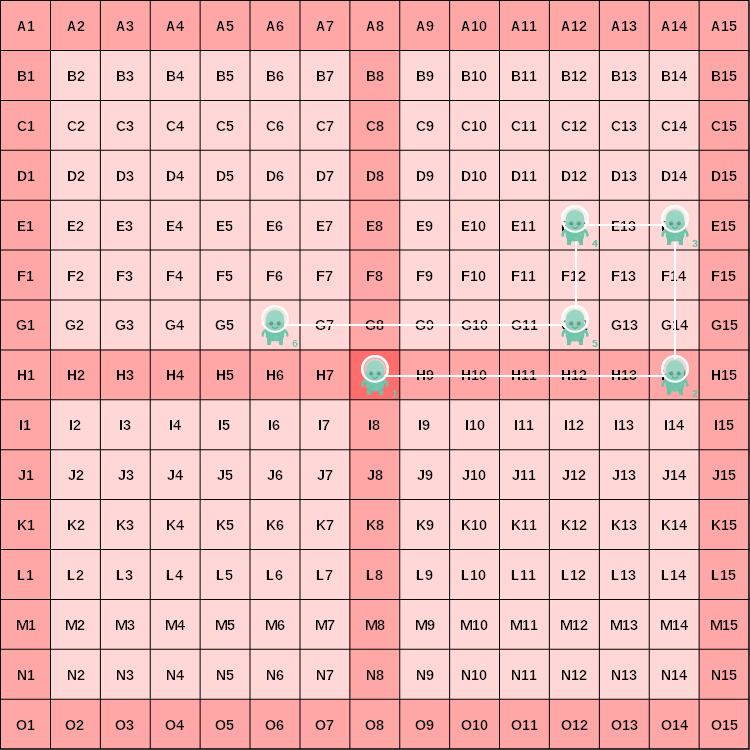 A1 A2 A3 A4 A5 A6 A7 A8 A9 A10 A11 A12 A13 A14 A15
B1 B2 B3 B4 B5 B6 B7 B8 B9 B10 B11 B12 B13 B14 B15
C1 C2 C3 C4 C5 C6 C7 C8 C9 C10 C11 C12 C13 C14 C15
D1 D2 D3 D4 D5 D6 D7 D8 D9 D10 D11 D12 D13 D14 D15
E1 E2 E3 E4 E5 E6 E7 E8 E9 E10 E11 4 E13 3 E15
F1 F2 F3 F4 F5 F6 F7 F8 F9 F10 F11 F12 F13 F14 F15
G1 G2 G3 G4 G5 6 G7 G8 G9 G10 G11 5 G13 G14 G15
H1 H2 H3 H4 H5 H6 H7 1 H9 H10 H11 H12 H13 2 H15
I1 I2 I3 I4 I5 I6 I7 I8 I9 I10 I11 I12 I13 I14 I15
J1 J2 J3 J4 J5 J6 J7 J8 J9 J10 J11 J12 J13 J14 J15
K1 K2 K3 K4 K5 K6 K7 K8 K9 K10 K11 K12 K13 K14 K15
L1 L2 L3 L4 L5 L6 L7 L8 L9 L10 L11 L12 L13 L14 L15
M1 M2 M3 M4 M5 M6 M7 M8 M9 M10 M11 M12 M13 M14 M15
N1 N2 N3 N4 N5 N6 N7 N8 N9 N10 N11 N12 N13 N14 N15
O1 O2 O3 O4 O5 O6 O7 O8 O9 O10 O11 O12 O13 O14 O15